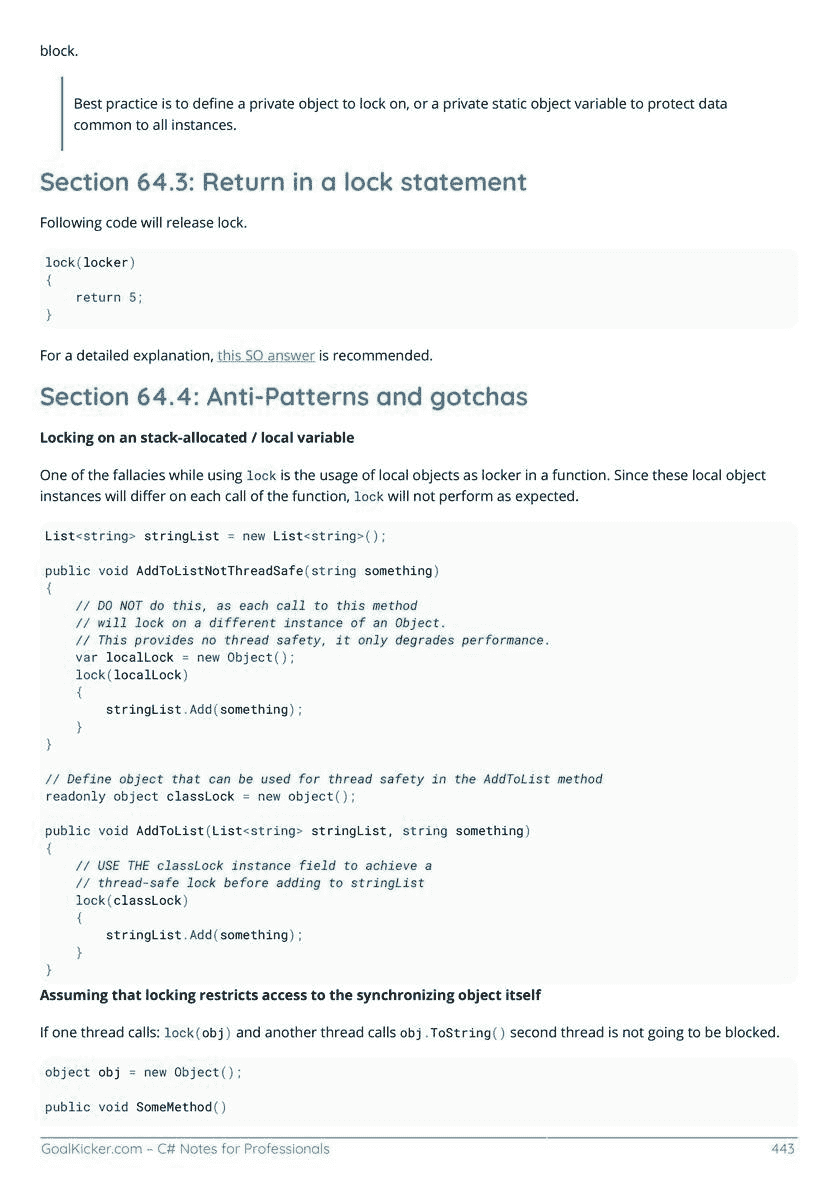 block.
Best practice is to define a private object to lock on, or a private static object variable to protect data
common to all instances.
Section 64.3: Return in a lock statement
Following code will release lock.
lock(locker)
{
    return 5;
}
For a detailed explanation, this SO answer is recommended.
Section 64.4: Anti-Patterns and gotchas
Locking on an stack-allocated / local variable
One of the fallacies while using lock is the usage of local objects as locker in a function. Since these local object
instances will differ on each call of the function, lock will not perform as expected.
List<string> stringList = new List<string>();
public void AddToListNotThreadSafe(string something)
{
    // DO NOT do this, as each call to this method
    // will lock on a different instance of an Object.
    // This provides no thread safety, it only degrades performance.
    var localLock = new Object();
    lock(localLock)
    {
        stringList.Add(something);
    }
}
// Define object that can be used for thread safety in the AddToList method
readonly object classLock = new object();
public void AddToList(List<string> stringList, string something)
{
    // USE THE classLock instance field to achieve a
    // thread-safe lock before adding to stringList
    lock(classLock)
    {
        stringList.Add(something);
    }
}
Assuming that locking restricts access to the synchronizing object itself
If one thread calls: lock(obj) and another thread calls obj.ToString() second thread is not going to be blocked.
object obj = new Object();
public void SomeMethod()
GoalKicker.com – C# Notes for Professionals 443